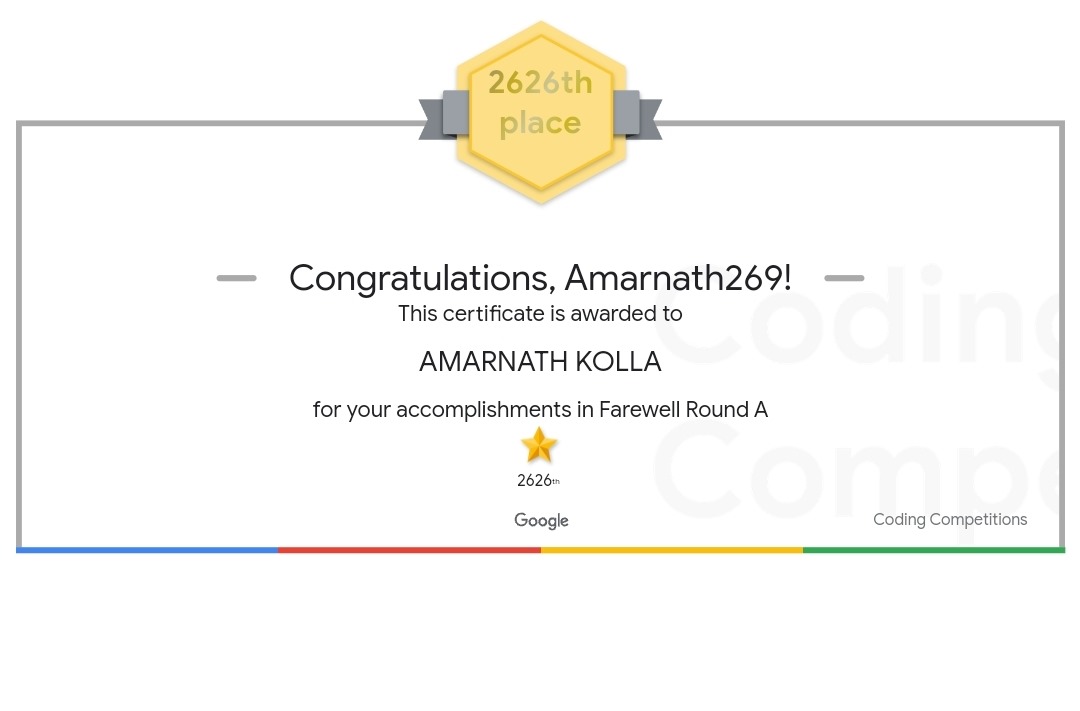 2626th
place
Congratulations, Amarnath269!
This certificate is awarded to
AMARNATH KOLLA
for your accomplishments in Farewell Round A
2626th
Google
Coding Competitions
Coding
Compe